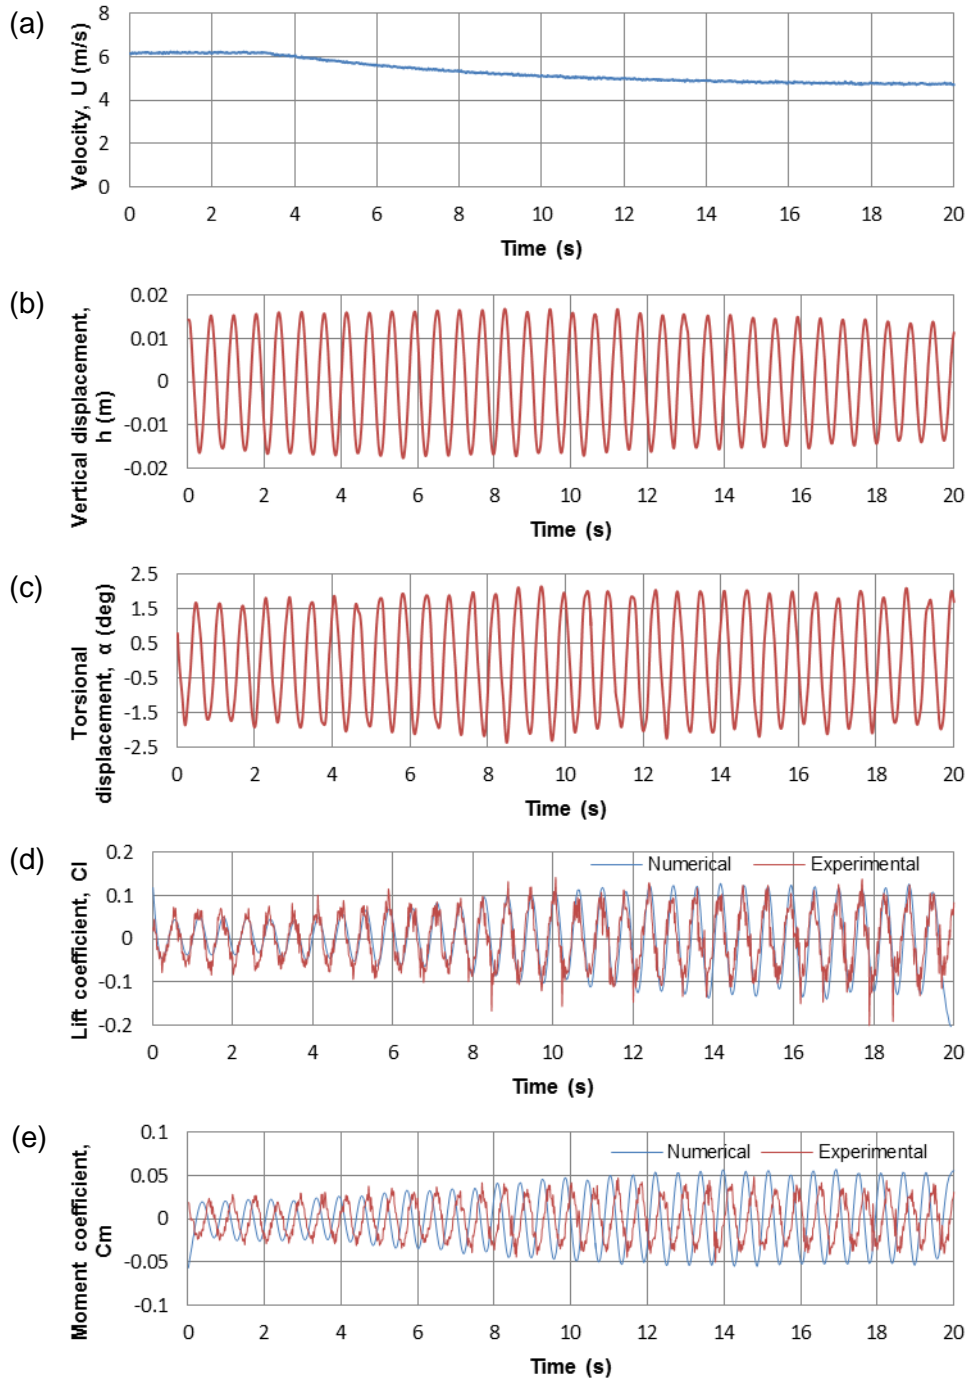 (a)
Velocity, U (m/s)
8
6
4
2
0
0 2 4 6 8 10 12 14 16 18 20
Time (s)
(b)
Vertical displacement,
h (m)
0.02
0.01
0
-0.01
-0.02
0 2 4 6 8 10 12 14 16 18 20
Time (s)
(c)
Torsional
displacement, α (deg)
2.5
1.5
0.5
-0.5
-1.5
-2.5
0 2 4 6 8 10 12 14 16 18 20
Time (s)
(d)
Lift coefficient, Cl
0.2
0.1
0
-0.1
-0.2
Numerical Experimental
0 2 4 6 8 10 12 14 16 18 20
Time (s)
(e)
Moment coefficient,
Cm
0.1
0.05
0
-0.05
-0.1
Numerical Experimental
0 2 4 6 8 10 12 14 16 18 20
Time (s)